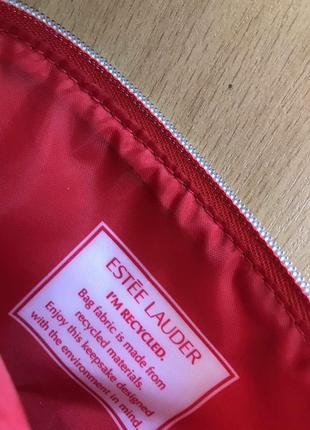 ESTĒE LAUDER
I'M RECYCLED.
Bag fabric is made from
recycled materials.
Enjoy this keepsake designed
with the environment in mind.